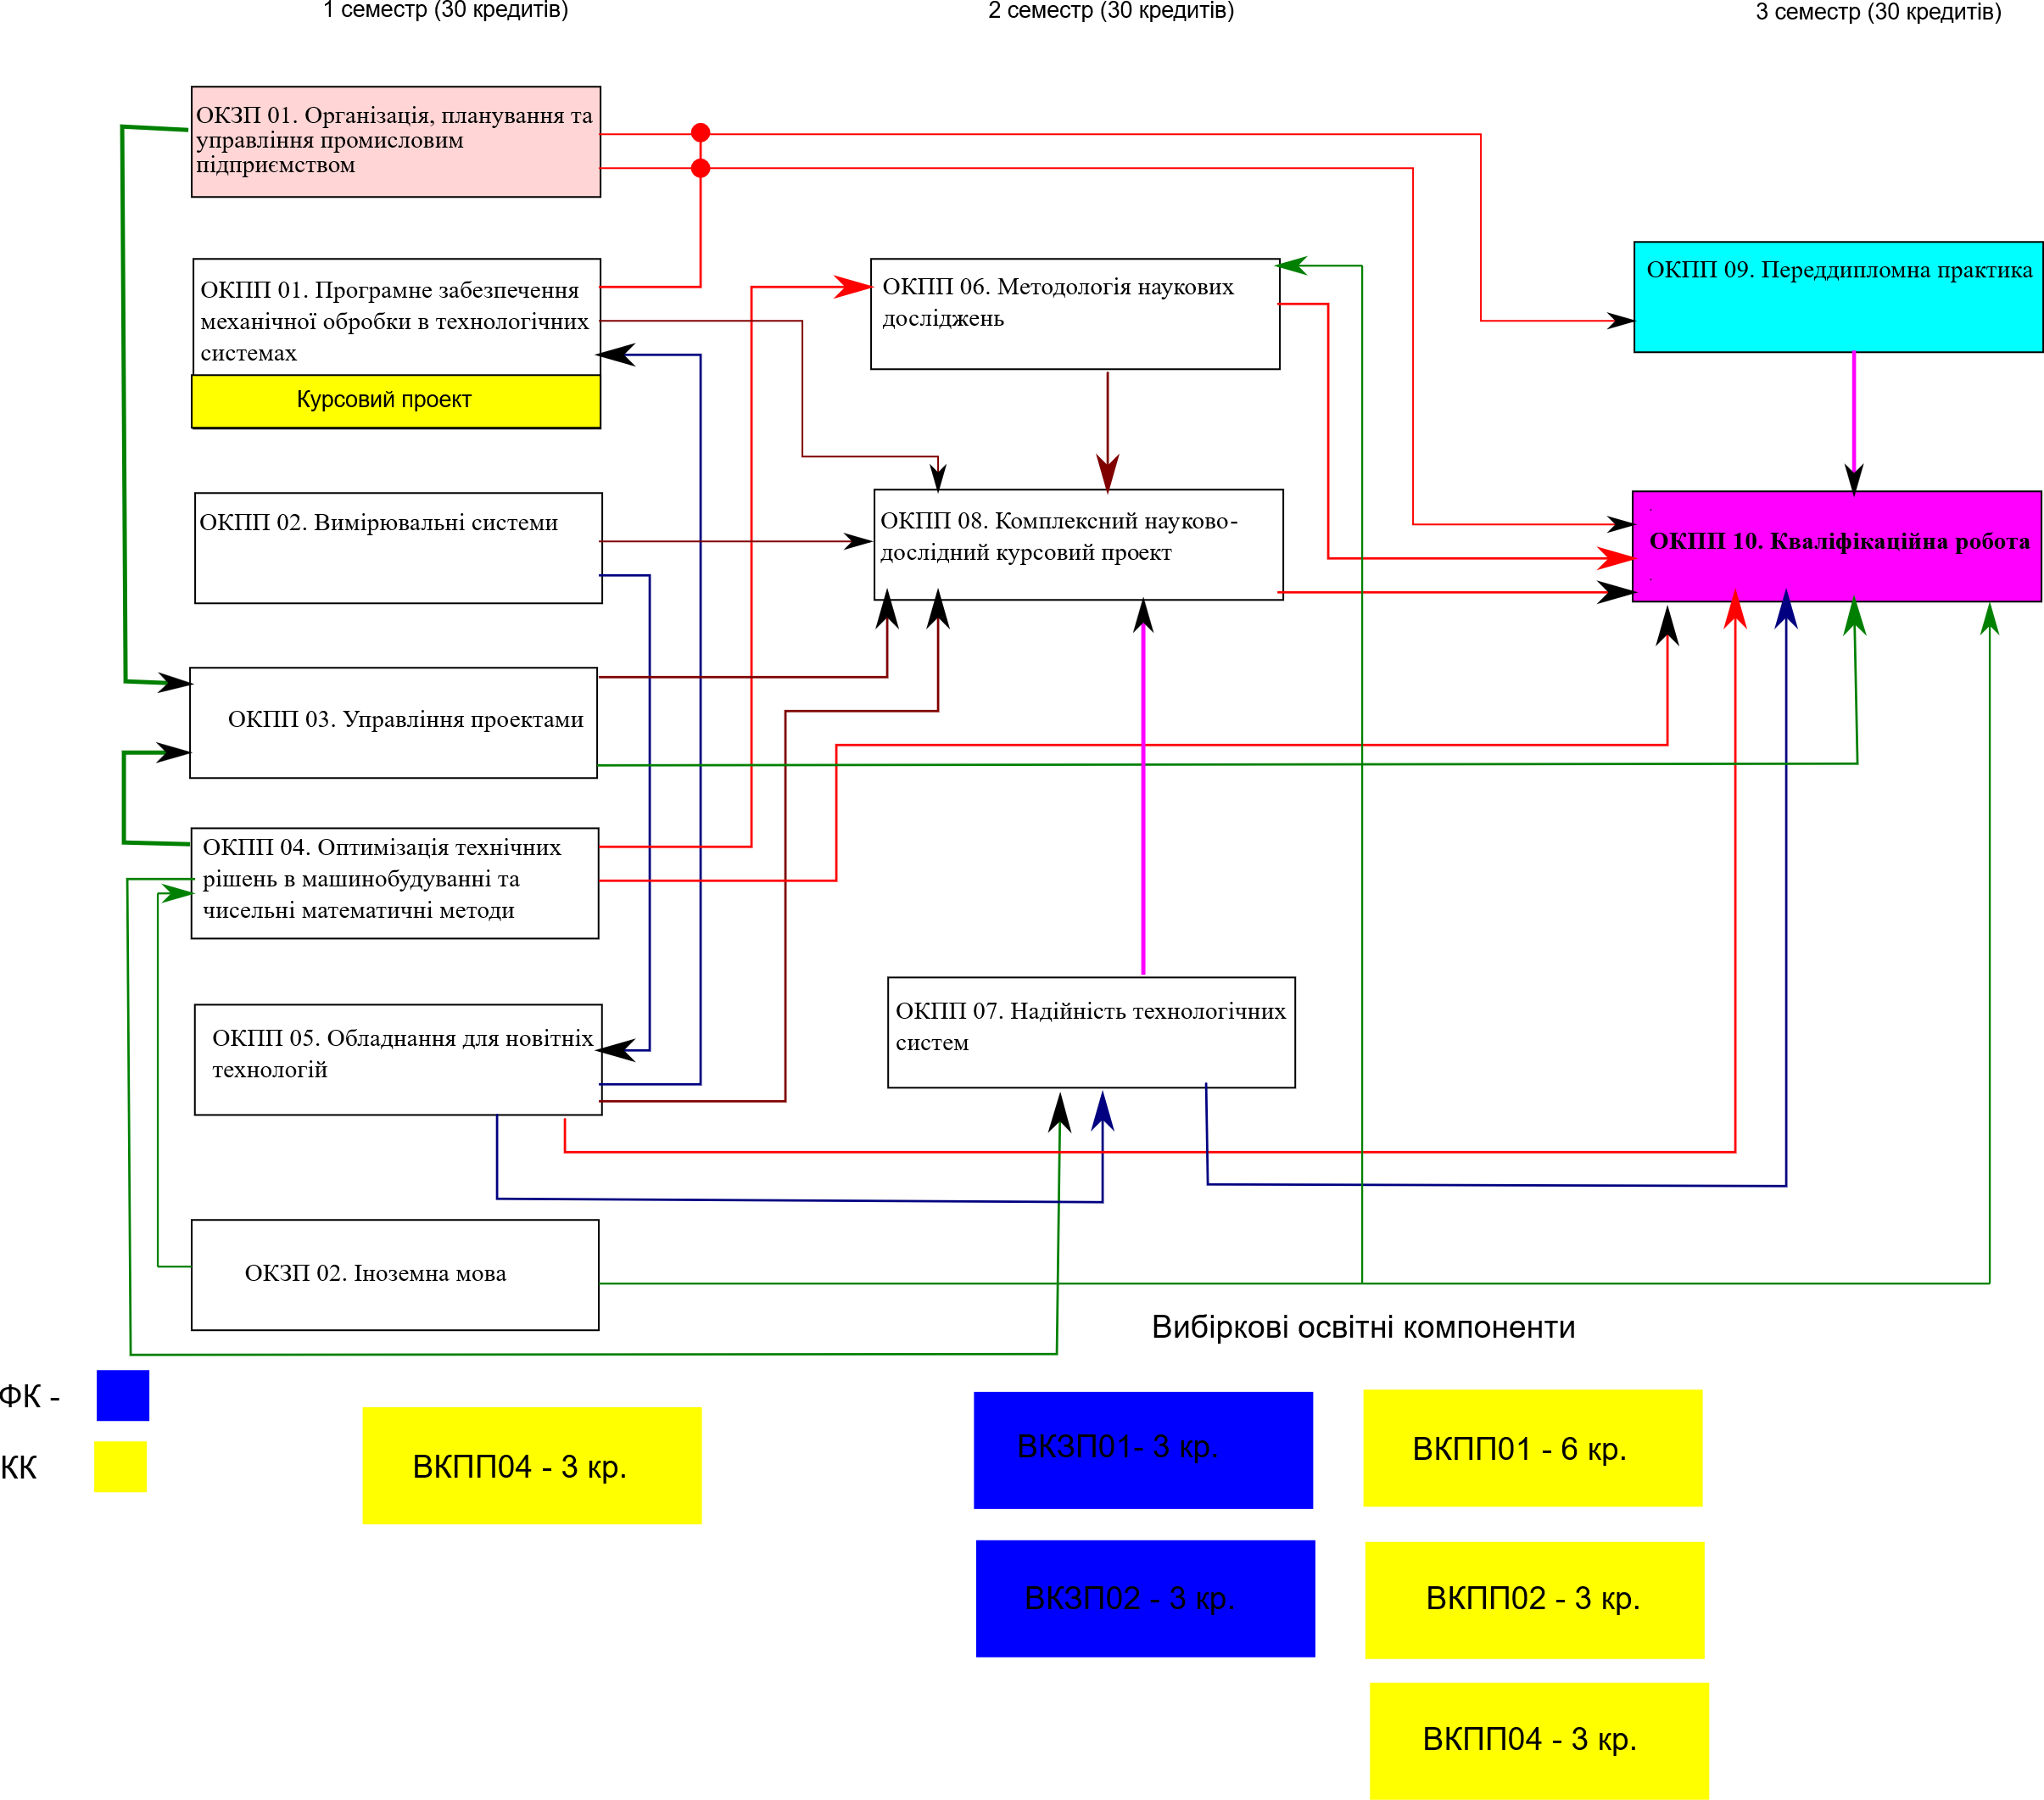 1 семестр (30 кредитів)
2 семестр (30 кредитів)
3 семестр (30 кредитів)
ОКЗП 01. Організація, планування та
управління промисловим
підприємством
ОКПП 01. Програмне забезпечення
механічної обробки в технологічних
системах
Курсовий проект
ОКПП 06. Методологія наукових
досліджень
ОКПП 09. Переддипломна практика
ОКПП 02. Вимірювальні системи
ОКПП 08. Комплексний науково-
дослідний курсовий проект
ОКПП 10. Кваліфікаційна робота
ОКПП 03. Управління проектами
ОКПП 04. Оптимізація технічних
рішень в машинобудуванні та
чисельні математичні методи
ОКПП 05. Обладнання для новітніх
технологій
ОКПП 07. Надійність технологічних
систем
ОКЗП 02. Іноземна мова
Вибіркові освітні компоненти
ФК -
КК
ВКПП04 - 3 кр.
ВКЗП01- 3 кр.
ВКПП01 - 6 кр.
ВКЗП02 - 3 кр.
ВКПП02 - 3 кр.
ВКПП04 - 3 кр.